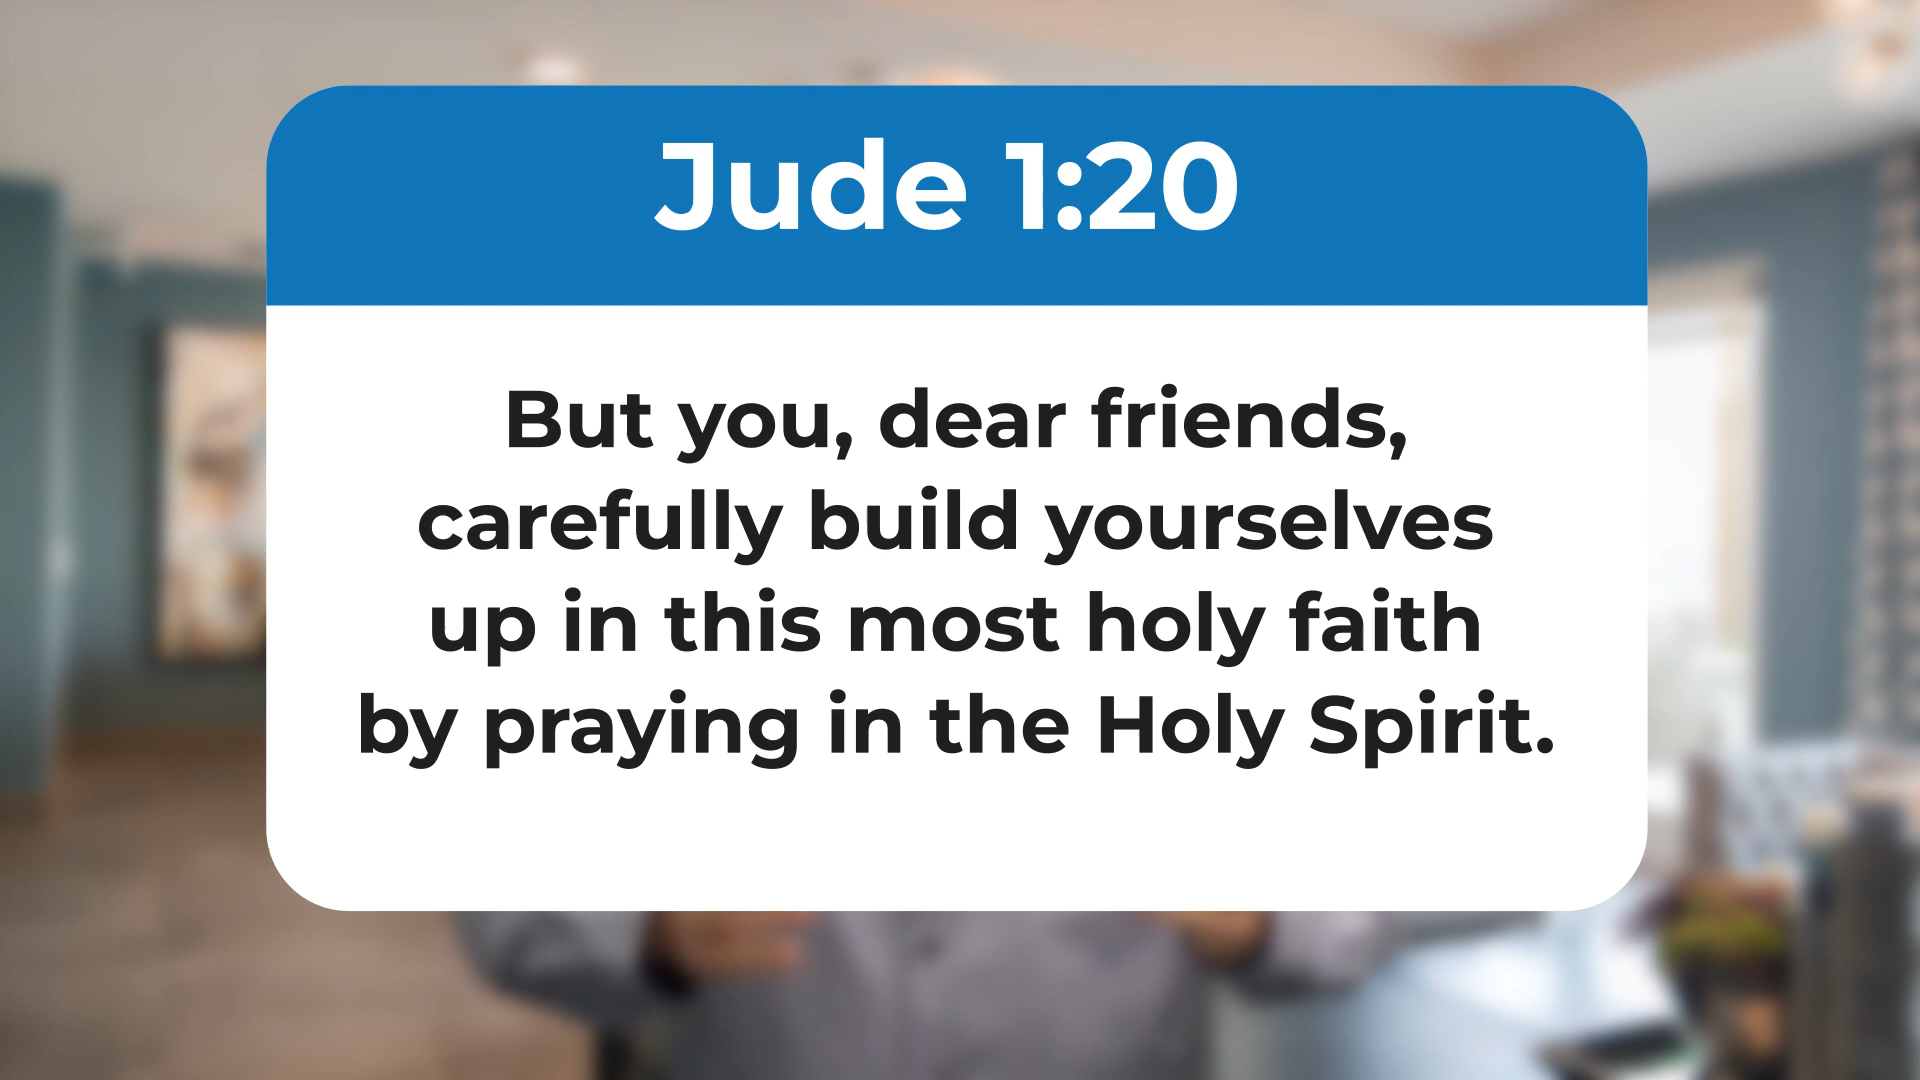 Jude 1:20
But you, dear friends,
carefully build yourselves
up in this most holy faith
by praying in the Holy Spirit.